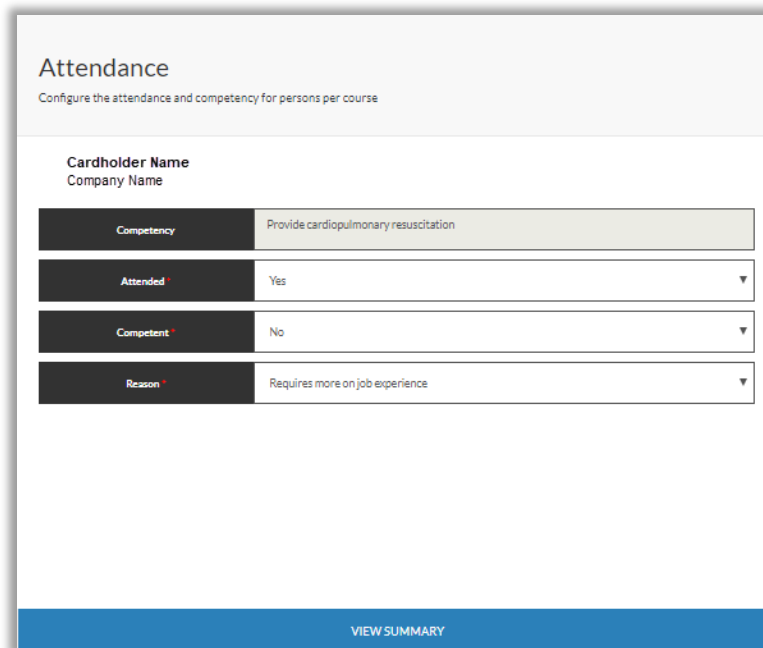 Attendance
Configure the attendance and competency for persons per course
Cardholder Name
Company Name
Competency Provide cardiopulmonary resuscitation
Attended * Yes
Competent * No
Reason * Requires more on job experience
VIEW SUMMARY